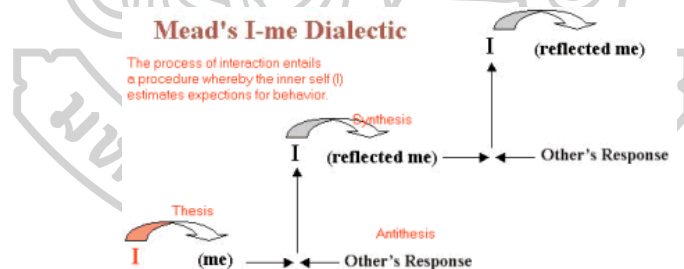 Mead's I-me Dialectic
The process of interaction entails
a procedure whereby the inner self (I)
estimates expections for behavior.
I (reflected me)
Synthesis
I (reflected me) Other's Response
Thesis
Antithesis
I (me) Other's Response